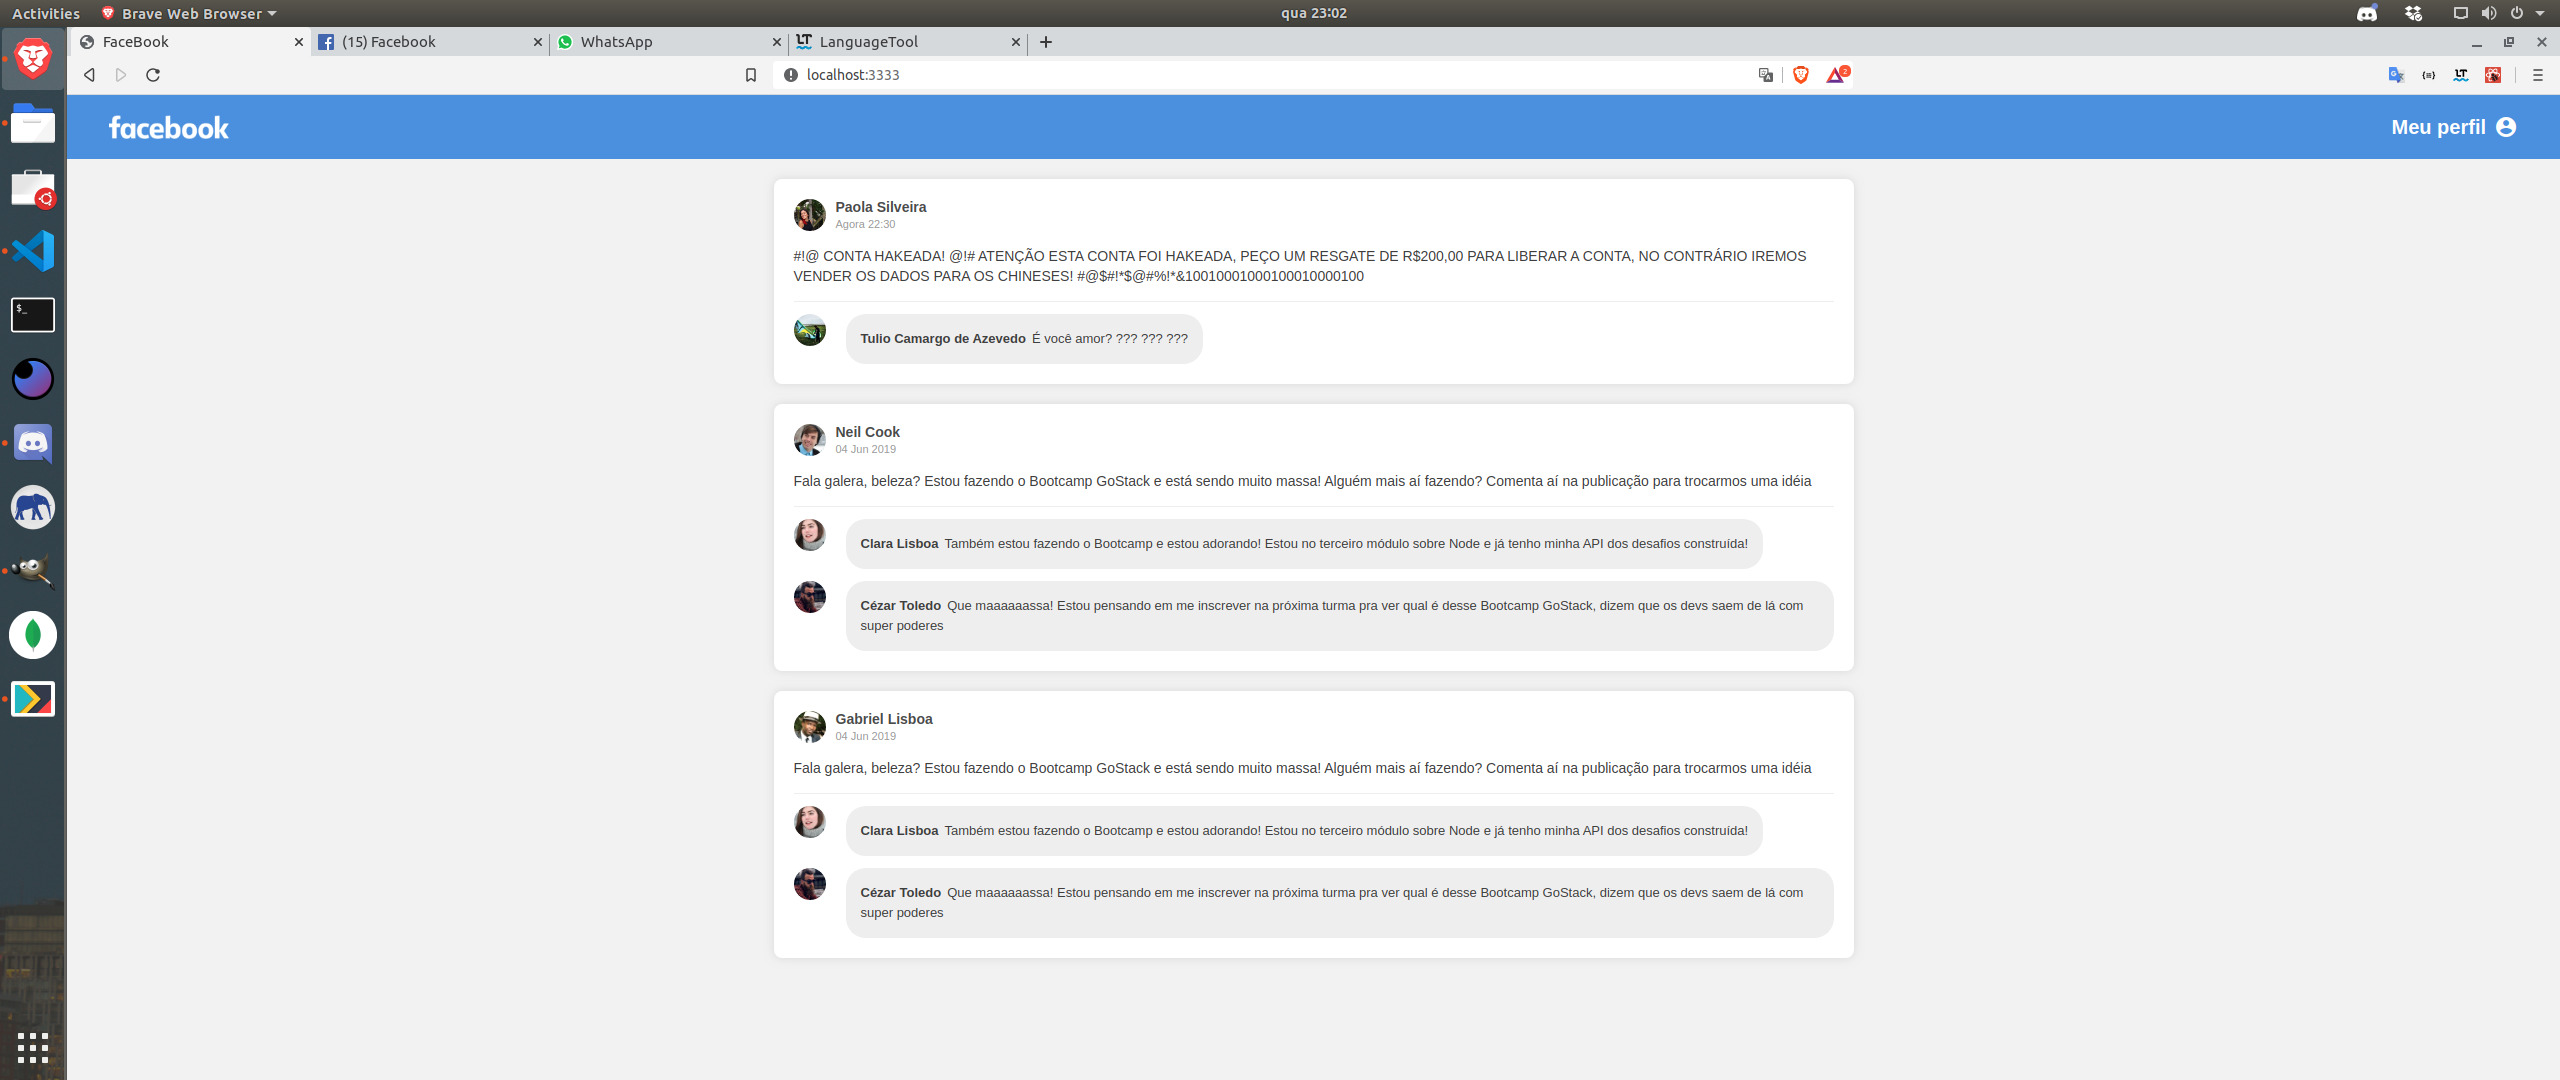 Activities
Brave Web Browser
qua 23:02
FaceBook
(15) Facebook
WhatsApp
LT LanguageTool
localhost:3333
2
LT
facebook
Meu perfil
Paola Silveira
Agora 22:30
#!@ CONTA HAKEADA! @!# ATENÇÃO ESTA CONTA FOI HAKEADA, PEÇO UM RESGATE DE R$200,00 PARA LIBERAR A CONTA, NO CONTRÁRIO IREMOS
VENDER OS DADOS PARA OS CHINESES! #@$#!*$@#%!*&10010001000100010000100
Tulio Camargo de Azevedo É você amor? ??? ??? ???
Neil Cook
04 Jun 2019
Fala galera, beleza? Estou fazendo o Bootcamp GoStack e está sendo muito massa! Alguém mais aí fazendo? Comenta aí na publicação para trocarmos uma idéia
Clara Lisboa Também estou fazendo o Bootcamp e estou adorando! Estou no terceiro módulo sobre Node e já tenho minha API dos desafios construída!
Cézar Toledo Que maaaaaassa! Estou pensando em me inscrever na próxima turma pra ver qual é desse Bootcamp GoStack, dizem que os devs saem de lá com
super poderes
Gabriel Lisboa
04 Jun 2019
Fala galera, beleza? Estou fazendo o Bootcamp GoStack e está sendo muito massa! Alguém mais aí fazendo? Comenta aí na publicação para trocarmos uma idéia
Clara Lisboa Também estou fazendo o Bootcamp e estou adorando! Estou no terceiro módulo sobre Node e já tenho minha API dos desafios construída!
Cézar Toledo Que maaaaaassa! Estou pensando em me inscrever na próxima turma pra ver qual é desse Bootcamp GoStack, dizem que os devs saem de lá com
super poderes